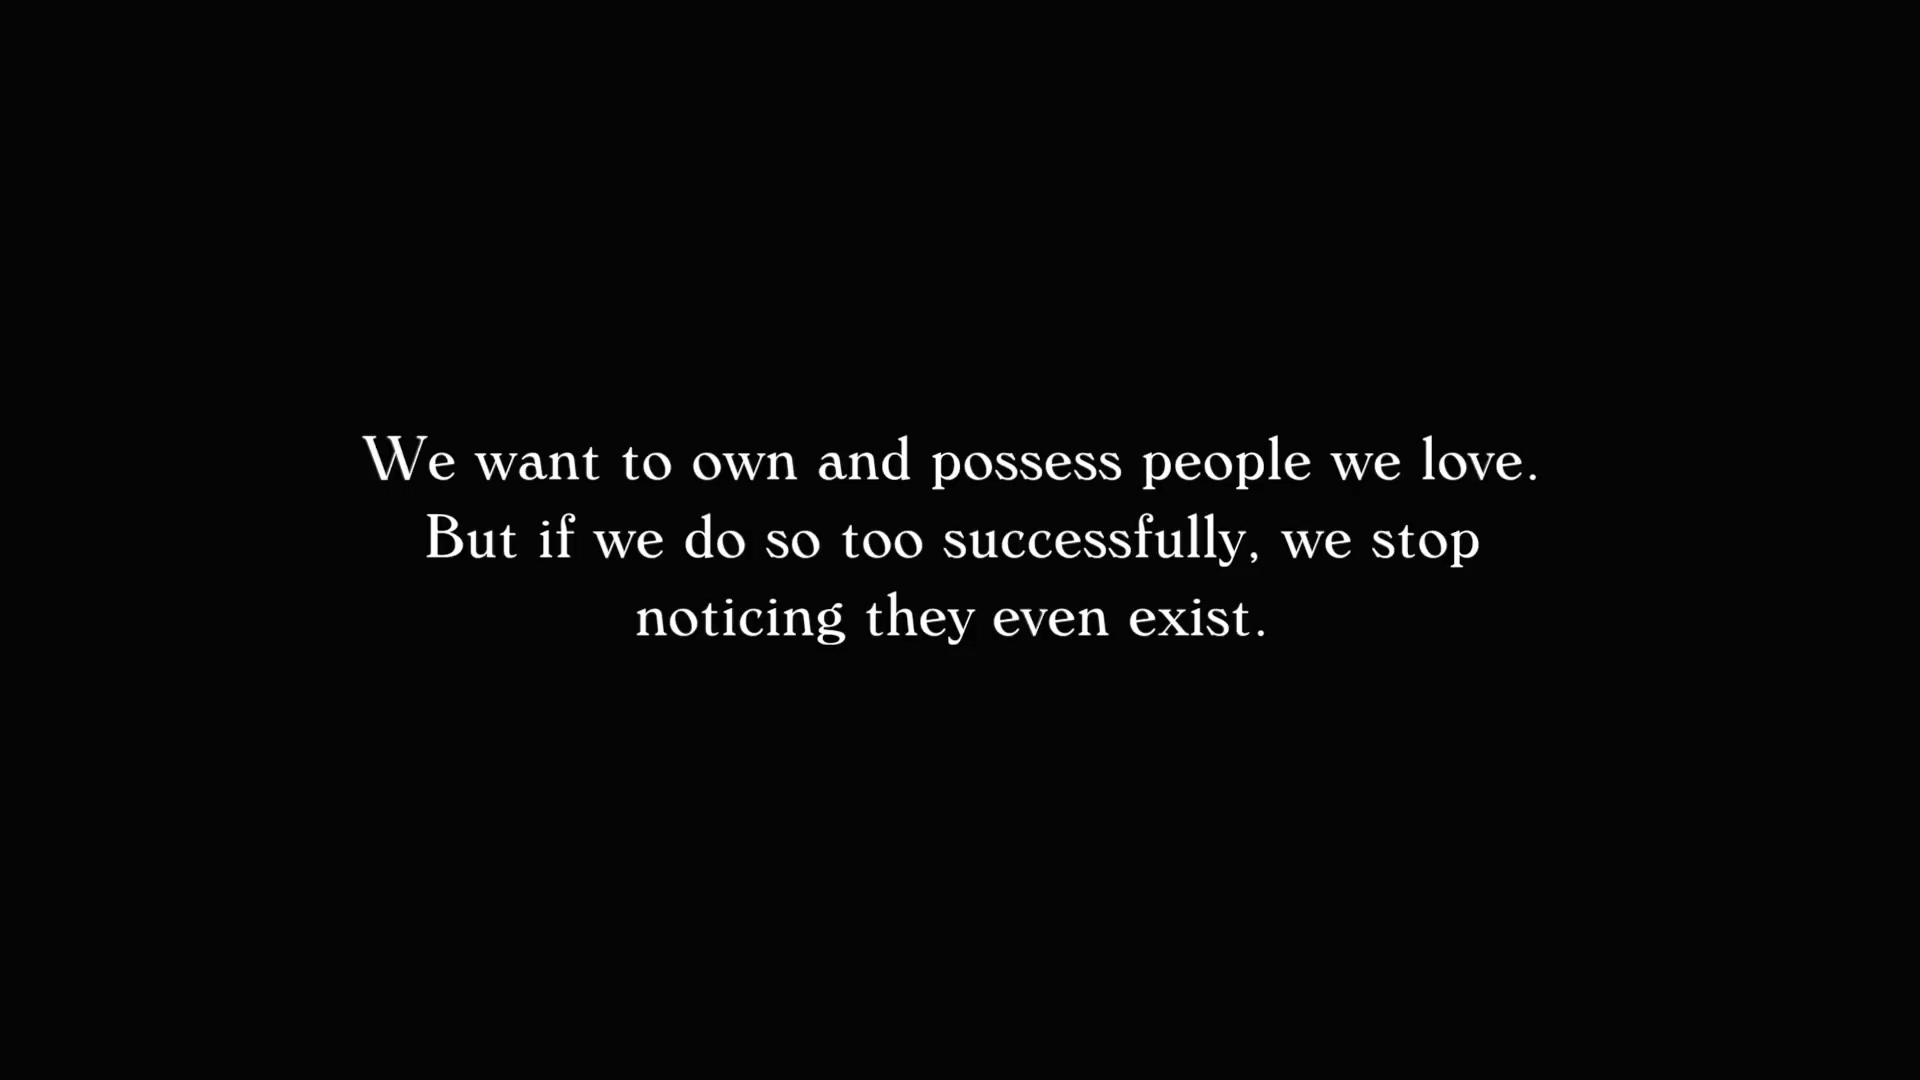 We want to own and possess people we love.
But if we do so too successfully, we stop
noticing they even exist.